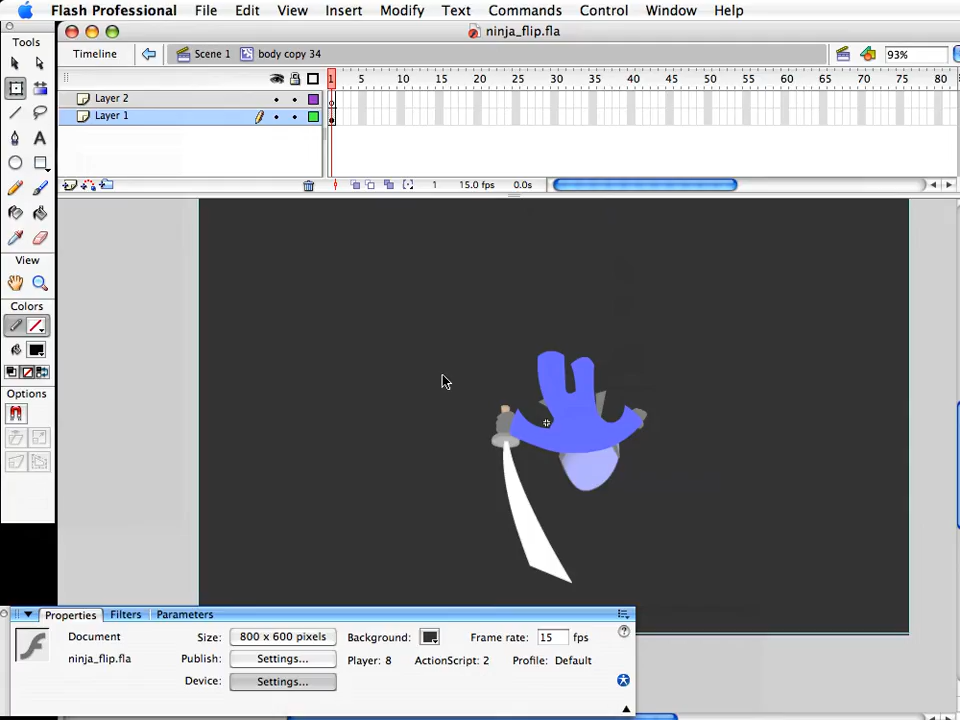 Flash Professional File Edit View Insert Modify Text Commands Control Window Help
ninja_flip.fla
Tools
Timeline Scene 1 body copy 34 93%
1 5 10 15 20 25 30 35 40 45 50 55 60 65 70 75 80
Layer 2
Layer 1
1 15.0 fps 0.0s
View
Colors
Options
Properties Filters Parameters
Document Size: 800 x 600 pixels Background: Frame rate: 15 fps
ninja_flip.fla Publish: Settings... Player: 8 ActionScript: 2 Profile: Default
Device: Settings...